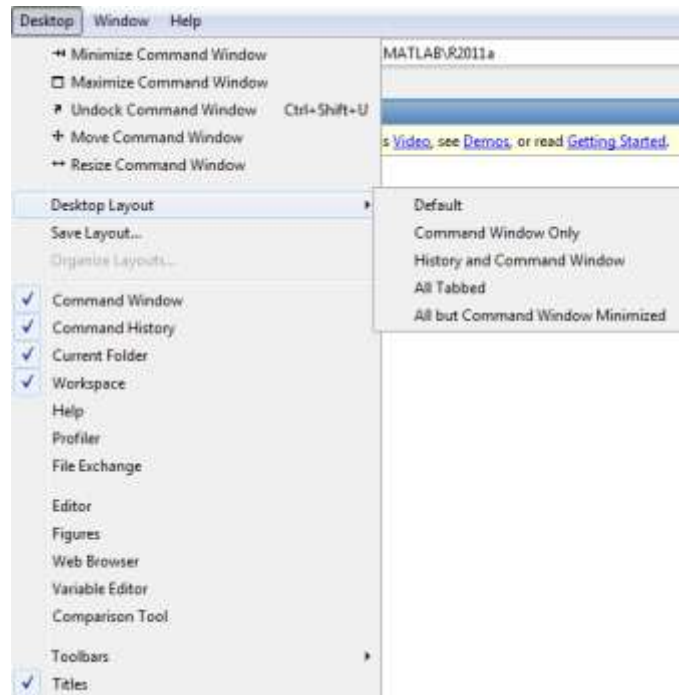 Desktop Window Help
Minimize Command Window
Maximize Command Window
Undock Command Window Ctrl+Shift+U
Move Command Window
Resize Command Window
Desktop Layout
Save Layout...
Organize Layouts...
Command Window
Command History
Current Folder
Workspace
Help
Profiler
File Exchange
Editor
Figures
Web Browser
Variable Editor
Comparison Tool
Toolbars
Titles
MATLAB\R2011a
s Video, see Demos, or read Getting Started.
Default
Command Window Only
History and Command Window
All Tabbed
All but Command Window Minimized